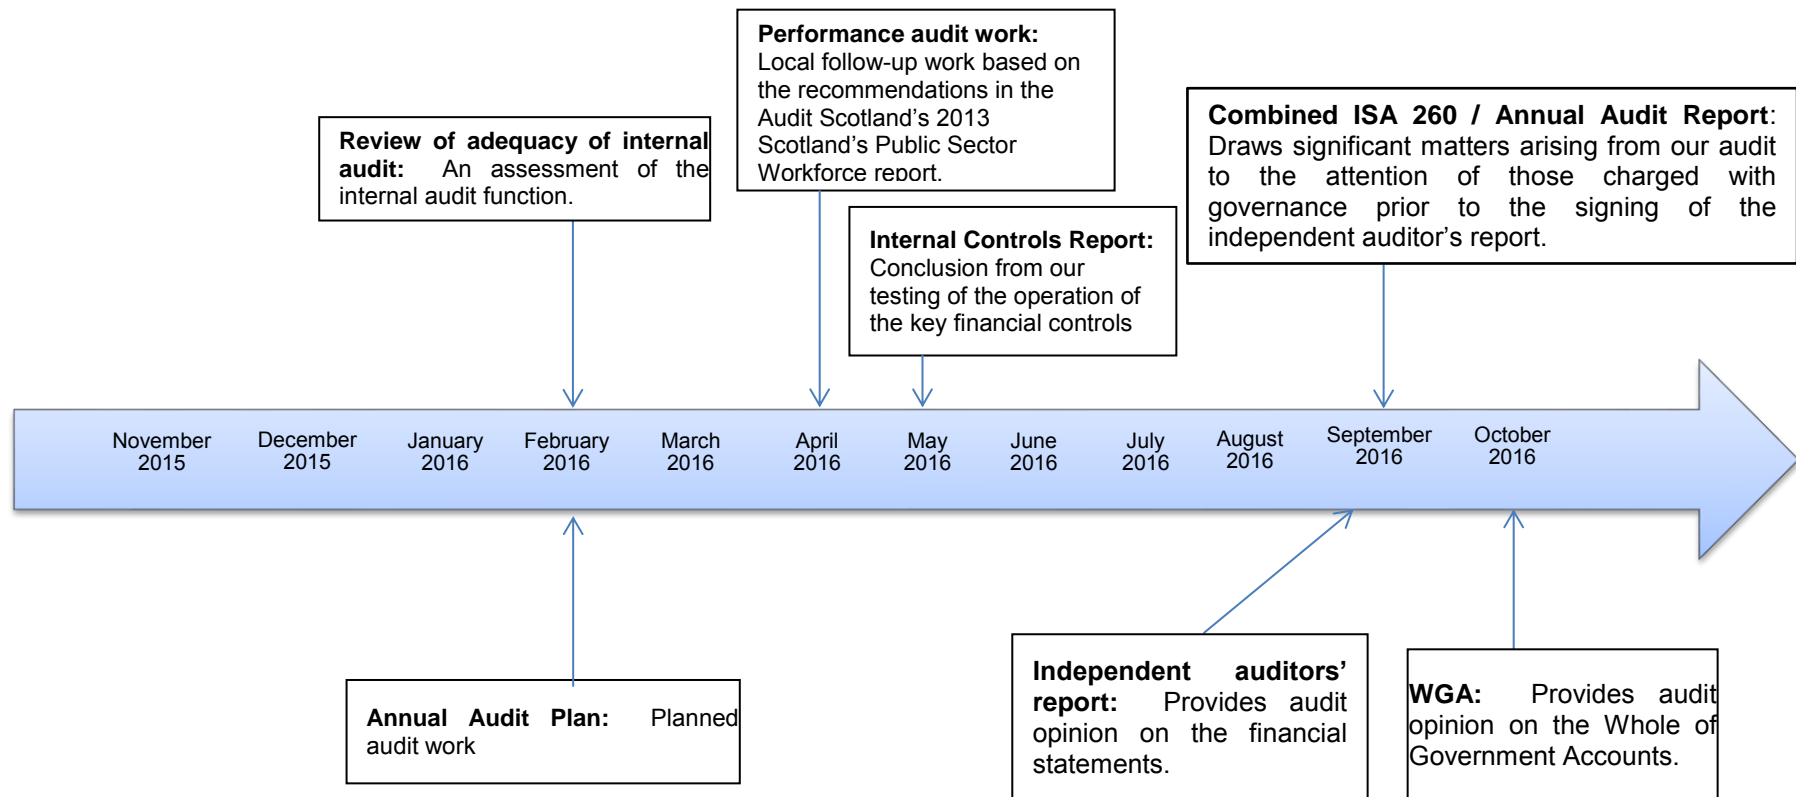 Performance audit work:
Local follow-up work based on
the recommendations in the
Audit Scotland's 2013
Scotland's Public Sector
Workforce report.
Combined ISA 260 / Annual Audit Report:
Draws significant matters arising from our audit
to the attention of those charged with
governance prior to the signing of the
independent auditor's report.
Review of adequacy of internal
audit: An assessment of the
internal audit function.
Internal Controls Report:
Conclusion from our
testing of the operation of
the key financial controls
November
2015
December
2015
January
2016
February
2016
March
2016
April
2016
May
2016
June
2016
July
2016
August
2016
September
2016
October
2016
Annual Audit Plan: Planned
audit work
Independent auditors'
report: Provides audit
opinion on the financial
statements.
WGA: Provides audit
opinion on the Whole of
Government Accounts.